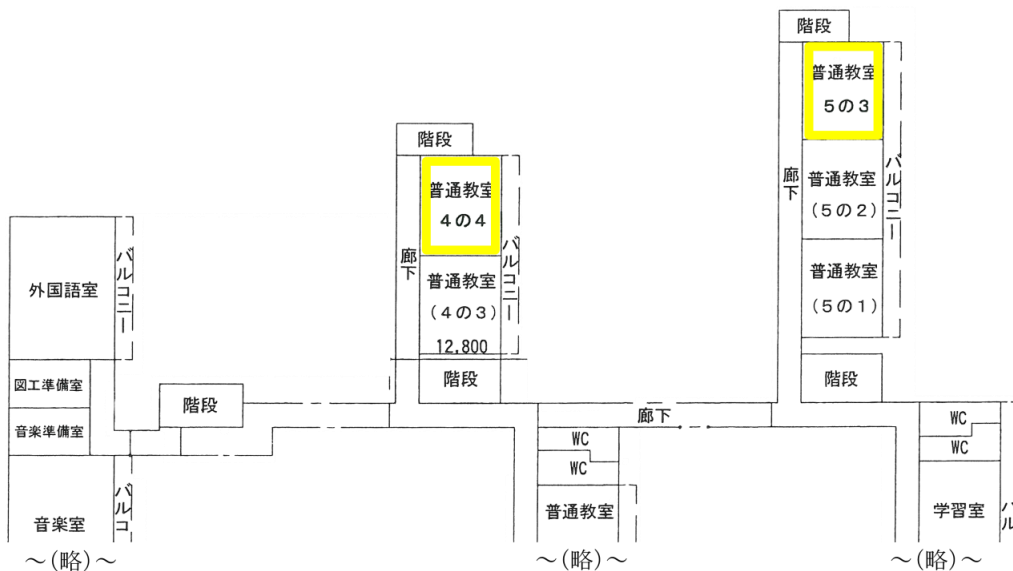 階段
普通教室
5の3
廊下
普通教室
(5の2)
バルコニー
普通教室
(5の1)
階段
階段
普通教室
4の4
廊下
普通教室
(4の3)
バルコニー
12,800
階段
外国語室
バルコニー
図工準備室
音楽準備室
階段
音楽室
バルコ
廊下
WC
WC
普通教室
WC
WC
学習室
バル
～(略)～
～(略)～
～(略)～